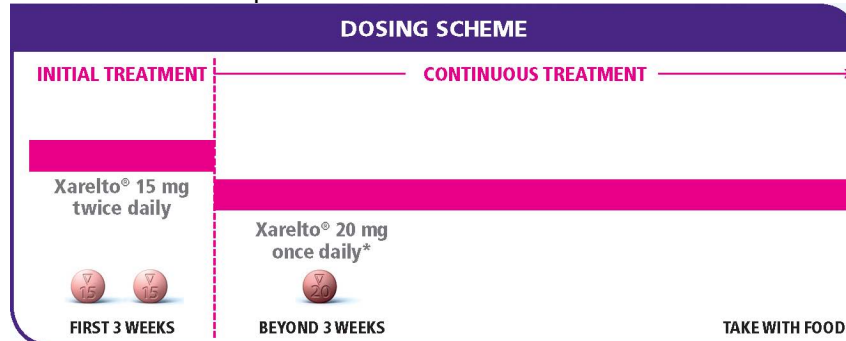 DOSING SCHEME
INITIAL TREATMENT
CONTINUOUS TREATMENT
Xarelto® 15 mg
twice daily
Xarelto® 20 mg
once daily*
15
15
20
FIRST 3 WEEKS
BEYOND 3 WEEKS
TAKE WITH FOOD